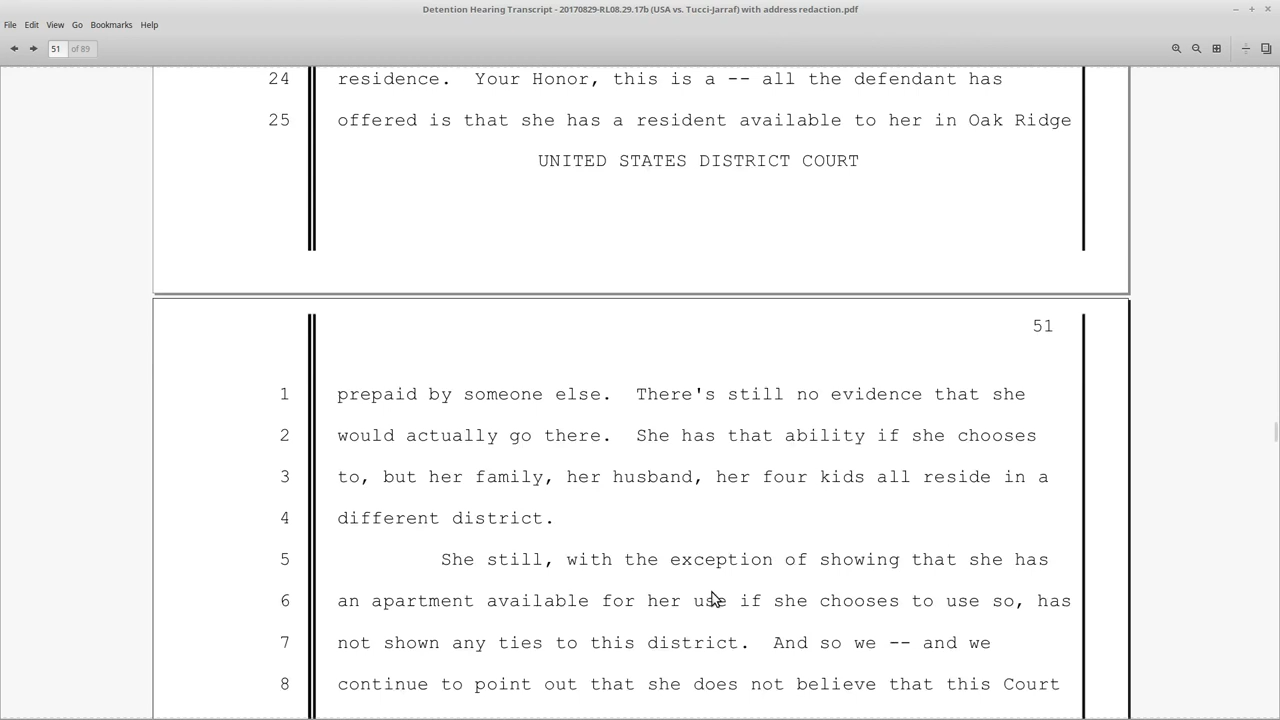 Detention Hearing Transcript - 20170829-RL08.29.17b (USA vs. Tucci-Jarraf) with address redaction.pdf
File Edit View Go Bookmarks Help
51 of 89
24 residence. Your Honor, this is a -- all the defendant has
25 offered is that she has a resident available to her in Oak Ridge
UNITED STATES DISTRICT COURT
51
1 prepaid by someone else. There's still no evidence that she
2 would actually go there. She has that ability if she chooses
3 to, but her family, her husband, her four kids all reside in a
4 different district.
5 She still, with the exception of showing that she has
6 an apartment available for her use if she chooses to use so, has
7 not shown any ties to this district. And so we -- and we
8 continue to point out that she does not believe that this Court